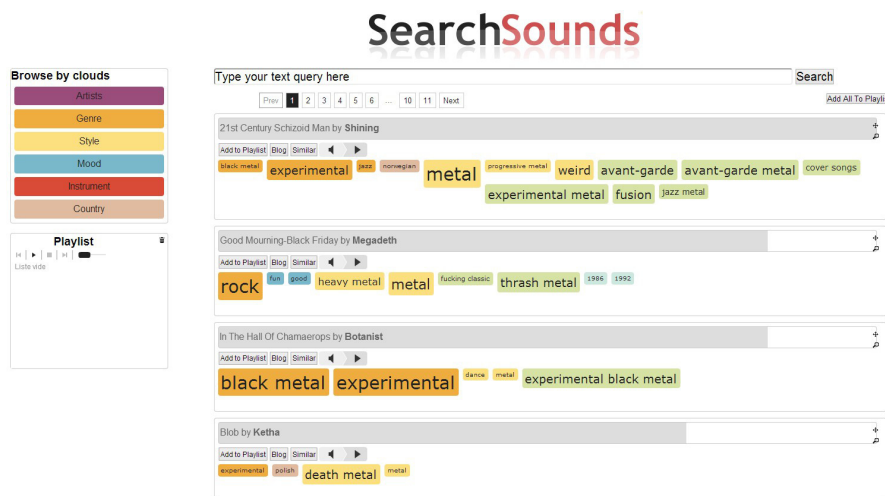 SearchSounds
Browse by clouds
Artists
Genre
Style
Mood
Instrument
Country
Playlist
Liste vide
Type your text query here Search
Prev 1 2 3 4 5 6 ... 10 11 Next Add All To Playli
21st Century Schizoid Man by Shining
Add to Playlist Blog Similar
black metal experimental jazz norwegian metal progressive metal weird avant-garde avant-garde metal cover songs
experimental metal fusion jazz metal
Good Mourning-Black Friday by Megadeth
Add to Playlist Blog Similar
rock fun good heavy metal metal fucking classic thrash metal 1986 1992
In The Hall Of Chamaerops by Botanist
Add to Playlist Blog Similar
black metal experimental dance metal experimental black metal
Blob by Ketha
Add to Playlist Blog Similar
experimental polish death metal metal